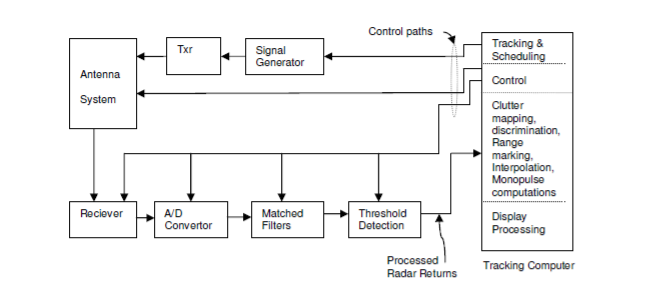 Control paths
Txr
Signal
Generator
Antenna
System
Tracking &
Scheduling
Control
Clutter
mapping,
discrimination,
Range
marking,
Interpolation,
Monopulse
computations
Display
Processing
Reciever
A/D
Convertor
Matched
Filters
Threshold
Detection
Processed
Radar Returns
Tracking Computer